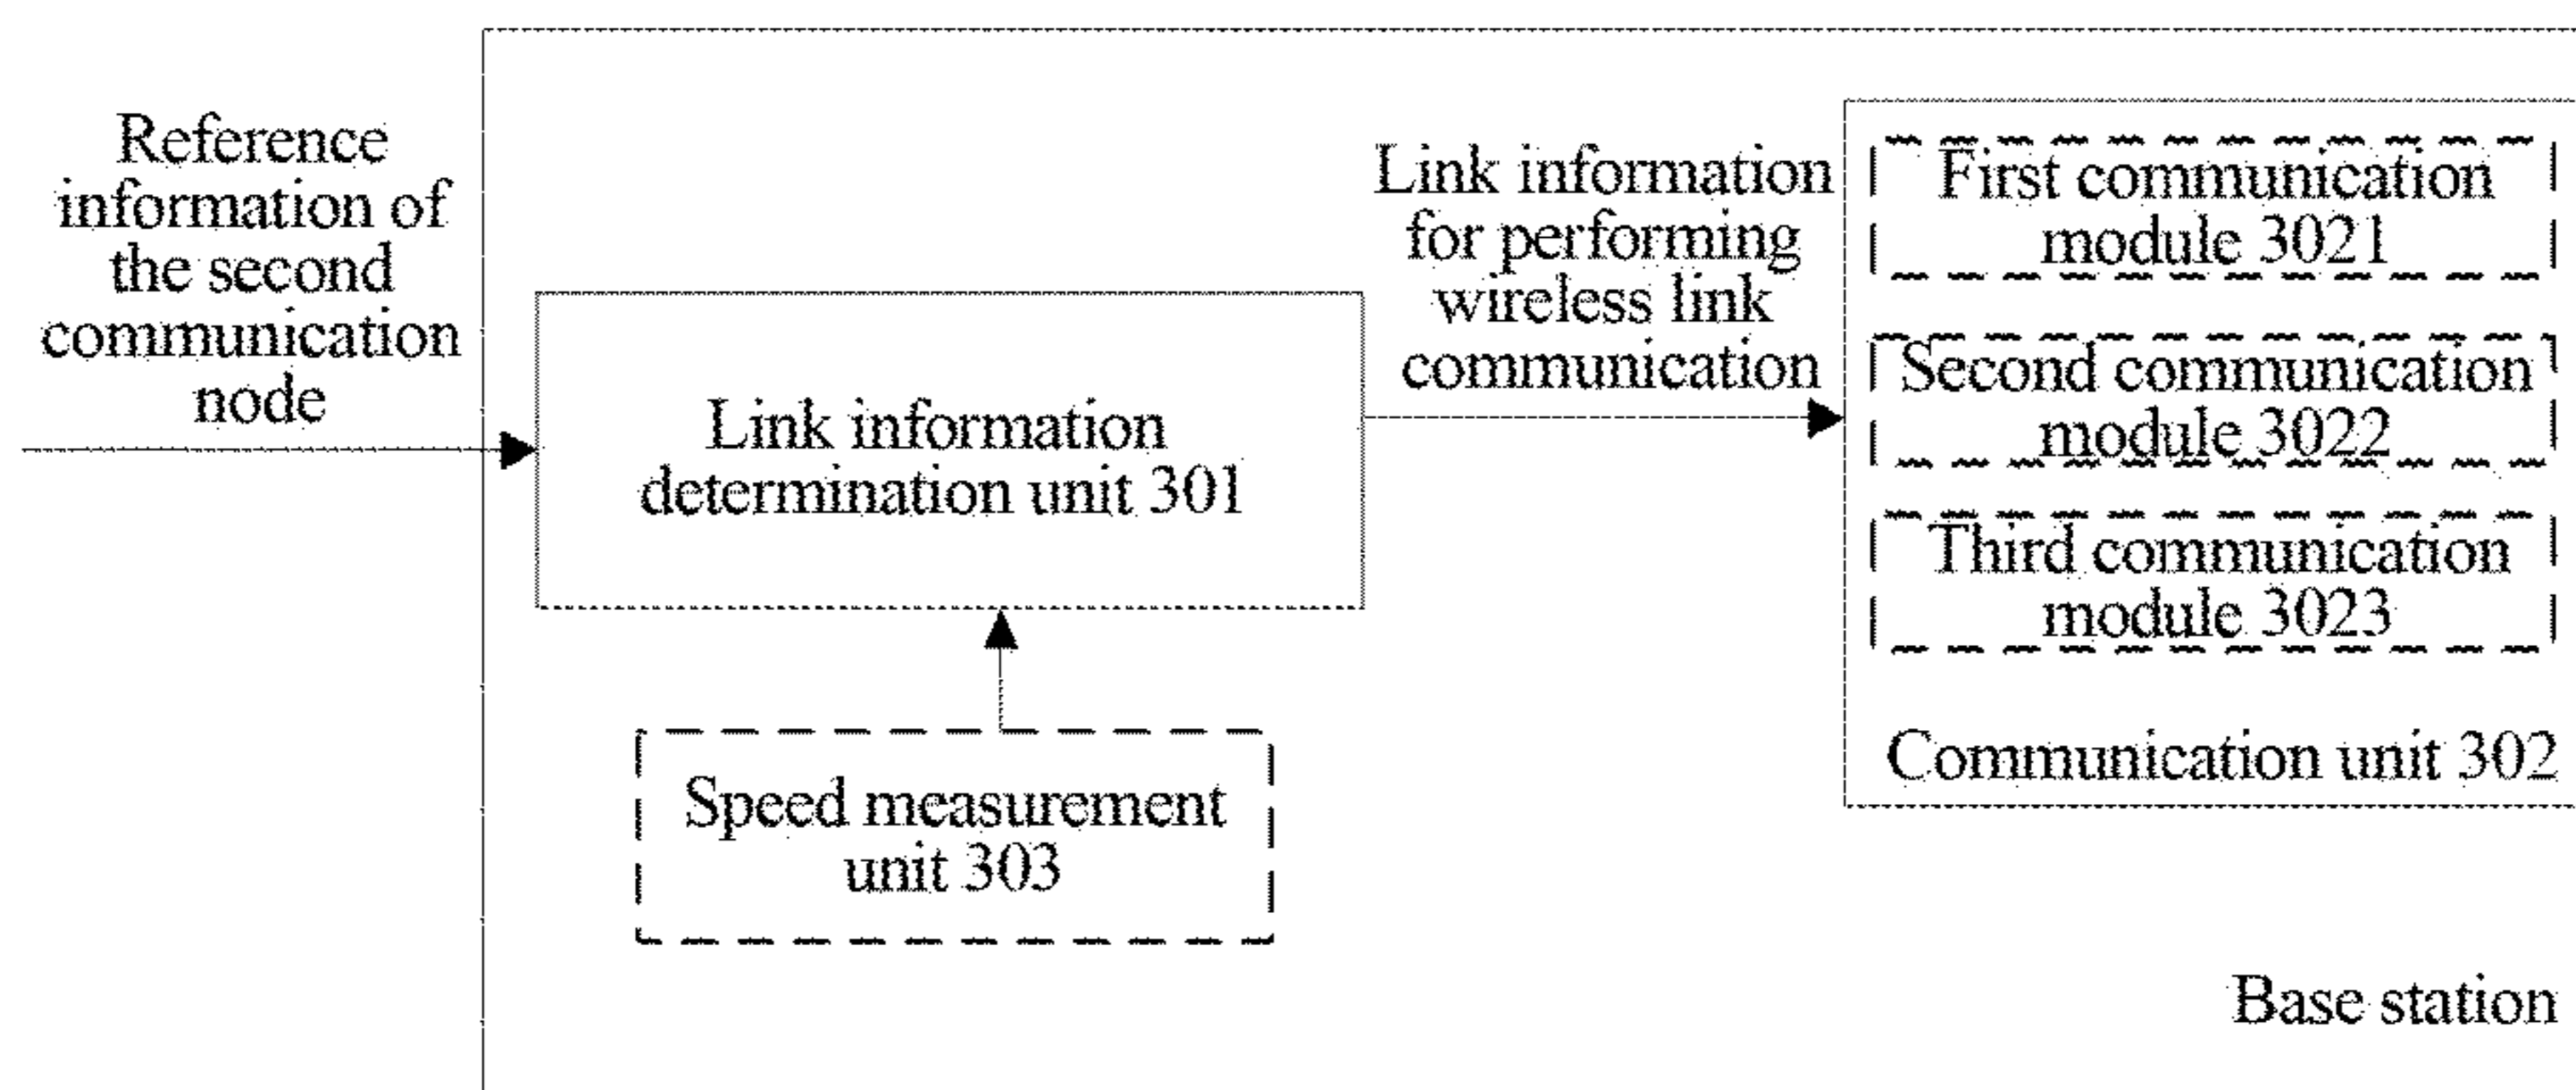 Reference
information of
the second
communication
node
Link information
determination unit 301
Speed measurement
unit 303
Link information
for performing
wireless link
communication
First communication
module 3021
Second communication
module 3022
Third communication
module 3023
Communication unit 302
Base station